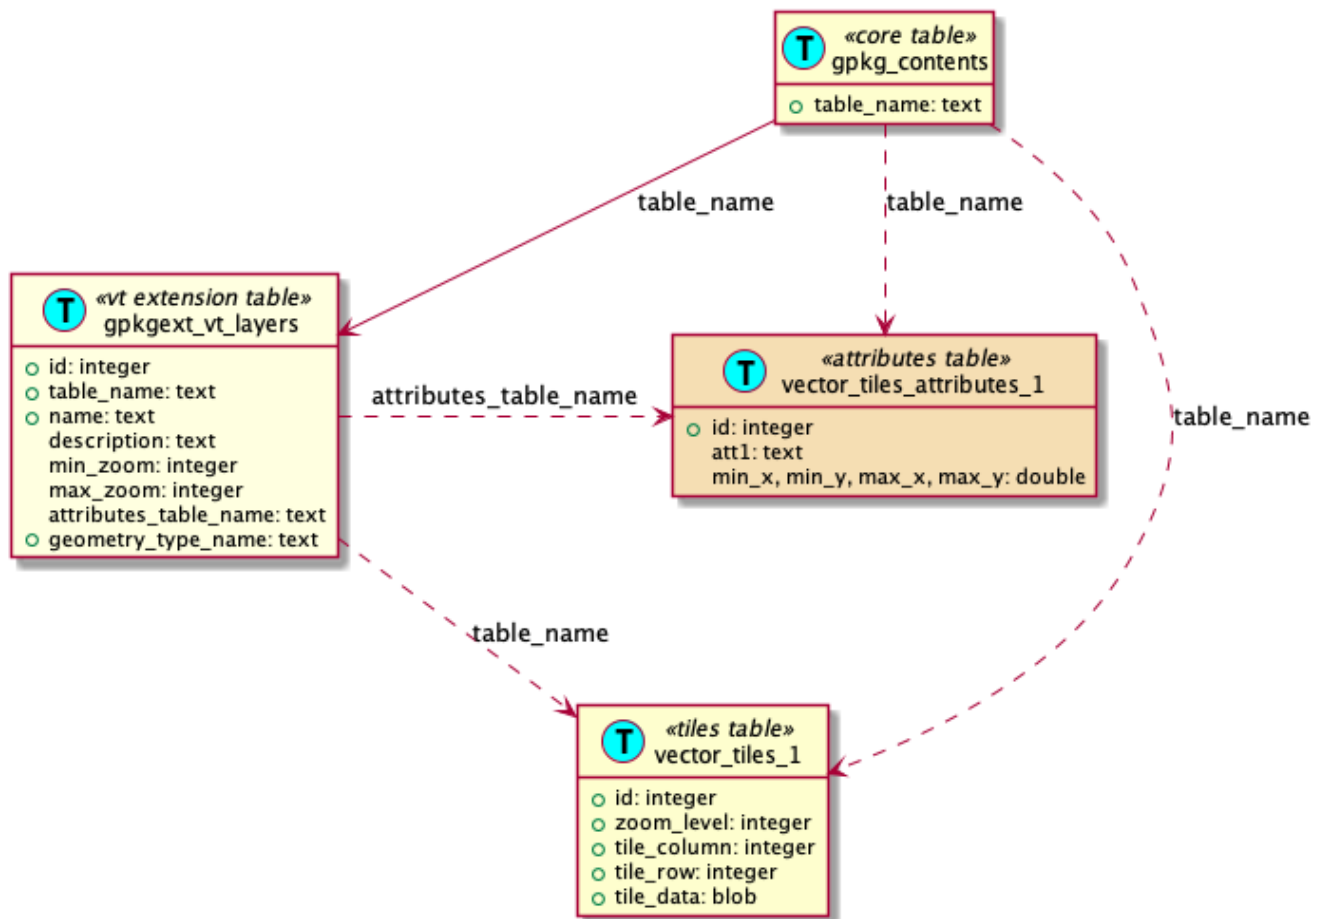 «core table»
T
gpkg_contents
table_name: text
table_name
table_name
table_name
«vt extension table»
T
gpkgext_vt_layers
id: integer
table_name: text
name: text
description: text
min_zoom: integer
max_zoom: integer
attributes_table_name: text
geometry_type_name: text
attributes_table_name
«attributes table»
T
vector_tiles_attributes_1
id: integer
att1: text
min_x, min_y, max_x, max_y: double
table_name
«tiles table»
T
vector_tiles_1
id: integer
zoom_level: integer
tile_column: integer
tile_row: integer
tile_data: blob